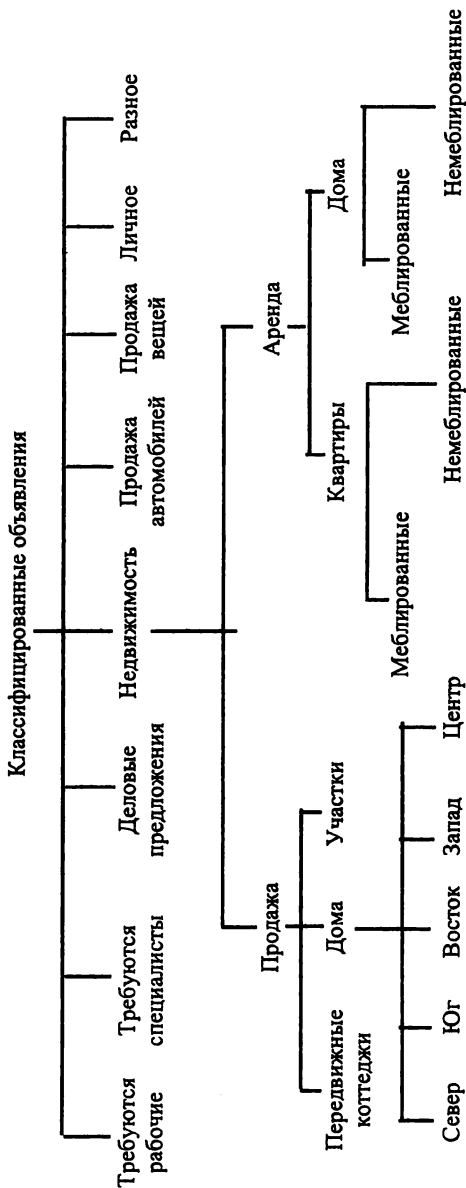 Классифицированные объявления
Требуются
рабочие
Требуются
специалисты
Деловые
предложения
Недвижимость
Продажа
автомобилей
Продажа
вещей
Личное
Разное
Продажа
Аренда
Передвижные
коттеджи
Дома
Участки
Квартиры
Дома
Север
Юг
Восток
Запад
Центр
Меблированные
Немеблированные
Меблированные
Немеблированные